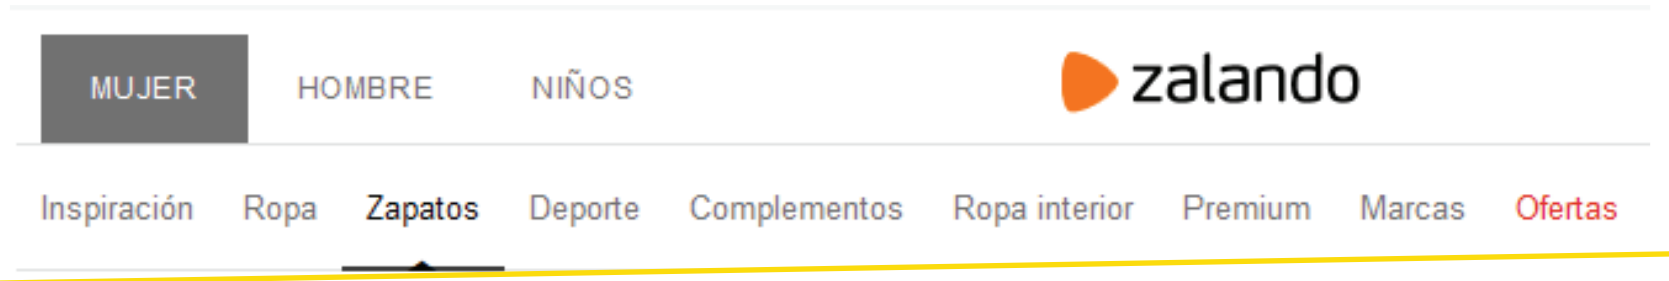 MUJER HOMBRE NIÑOS zalando
Inspiración Ropa Zapatos Deporte Complementos Ropa interior Premium Marcas Ofertas